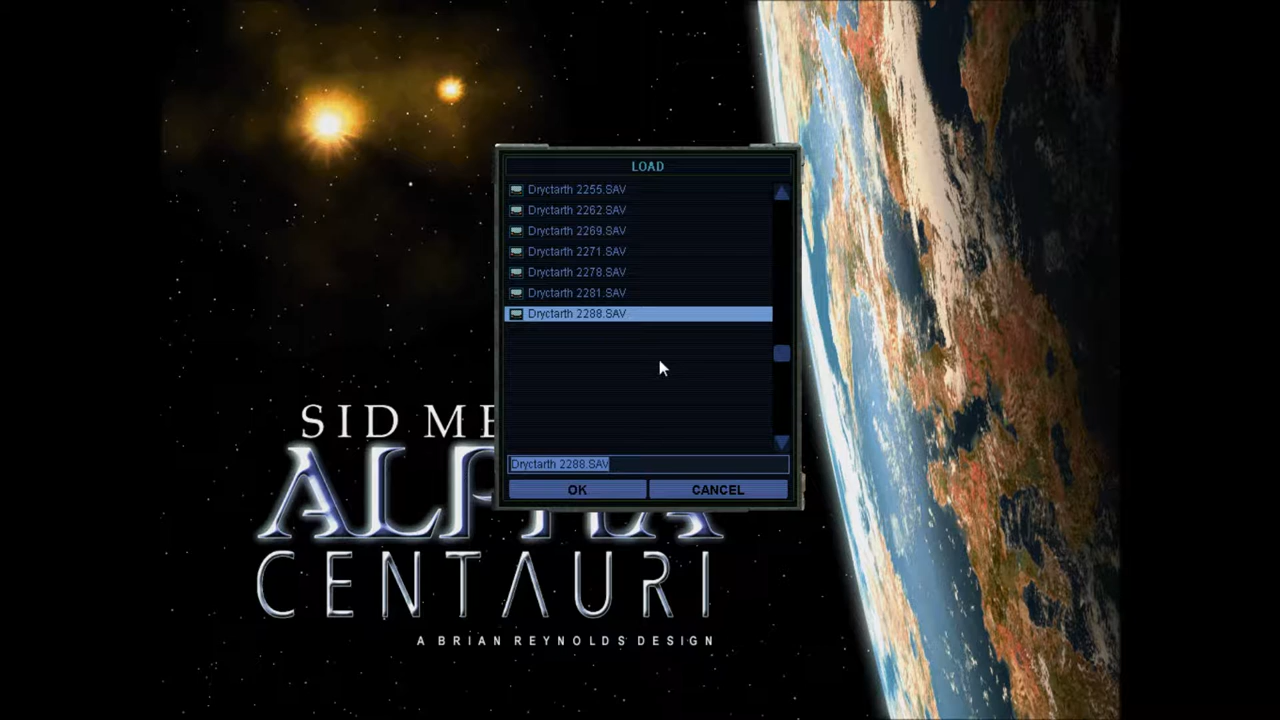 LOAD
Dryctarth 2255.SAV
Dryctarth 2262.SAV
Dryctarth 2269.SAV
Dryctarth 2271.SAV
Dryctarth 2278.SAV
Dryctarth 2281.SAV
Dryctarth 2288.SAV
Dryctarth 2288.SAV
OK CANCEL
SID ME
ALPHA
CENTAURI
A BRIAN REYNOLDS DESIGN